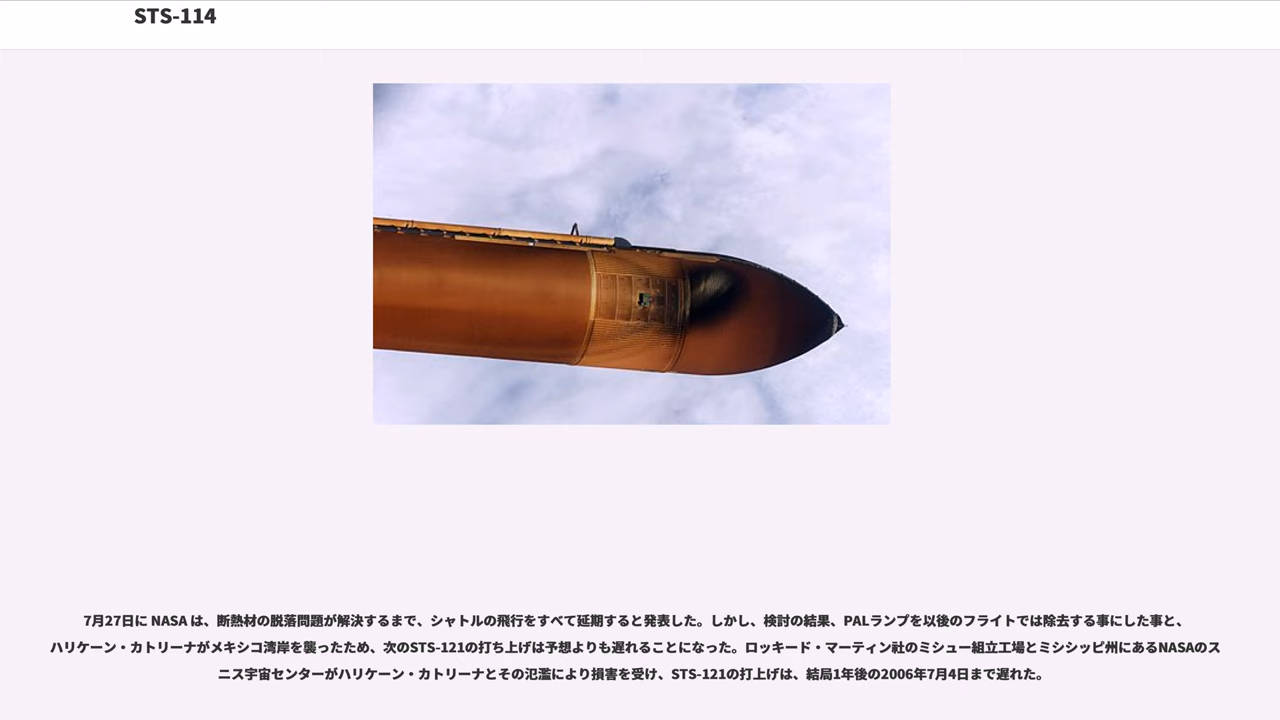 STS-114
7月27日に NASA は、断熱材の脱落問題が解決するまで、シャトルの飛行をすべて延期すると発表した。しかし、検討の結果、PALランプを以後のフライトでは除去する事にした事と、
ハリケーン・カトリーナがメキシコ湾岸を襲ったため、次のSTS-121の打ち上げは予想よりも遅れることになった。ロッキード・マーティン社のミシュー組立工場とミシシッピ州にあるNASAのス
ニス宇宙センターがハリケーン・カトリーナとその氾濫により損害を受け、STS-121の打上げは、結局1年後の2006年7月4日まで遅れた。